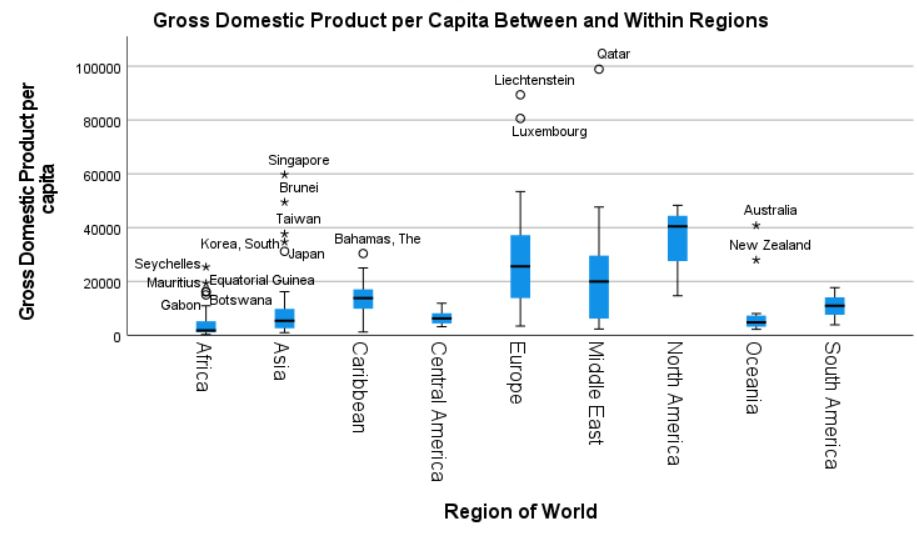 Gross Domestic Product per Capita Between and Within Regions
Gross Domestic Product per
capita
100000
80000
60000
40000
20000
0
Qatar
Liechtenstein
Luxembourg
Singapore
Brunei
Taiwan
Korea, South
Japan
Bahamas, The
Australia
New Zealand
Seychelles
Mauritius
Equatorial Guinea
Botswana
Gabon
Africa
Asia
Caribbean
Central America
Europe
Middle East
North America
Oceania
South America
Region of World